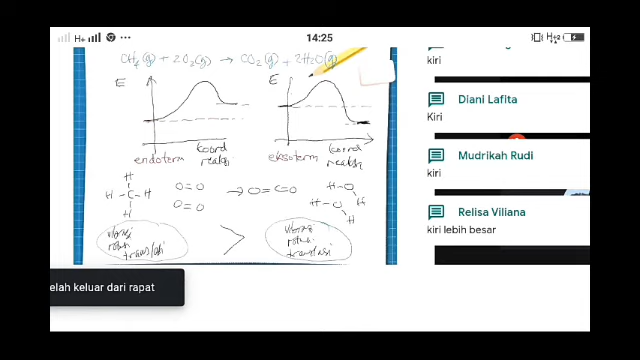 H+
14:25
CH4(g) + 2O2(g) → CO2(g) + 2H2O(g)
E
E
koord
reaksi
endoterm
koord
reaksi
eksoterm
H
H-C-H
H
O=O
O=O
→ O=C=O
H-O
H
H-O
H
vibrasi
rotasi
translasi
>
vibrasi
rotasi
translasi
elah keluar dari rapat
kiri
Diani Lafita
Kiri
Mudrikah Rudi
kiri
Relisa Viliana
kiri lebih besar